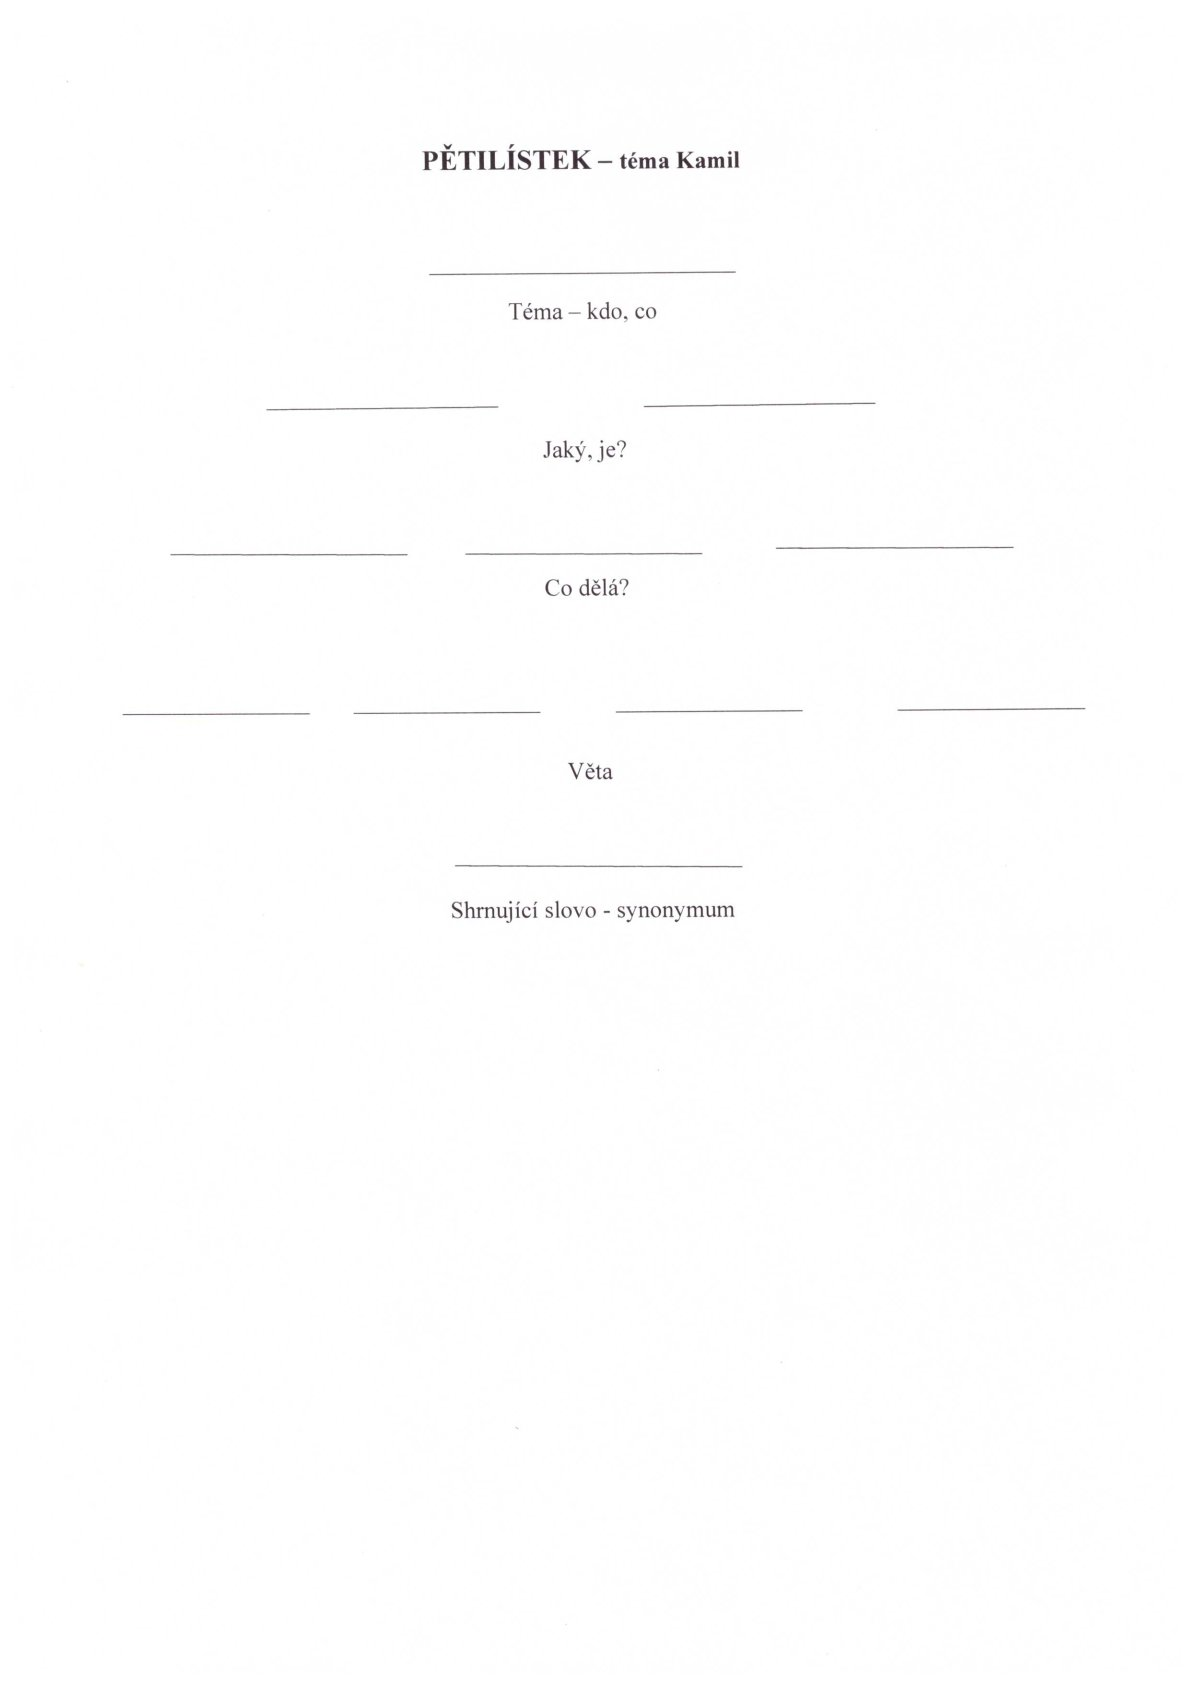 PĚTILÍSTEK – téma Kamil
Téma – kdo, co
Jaký, je?
Co dělá?
Věta
Shrnující slovo - synonymum